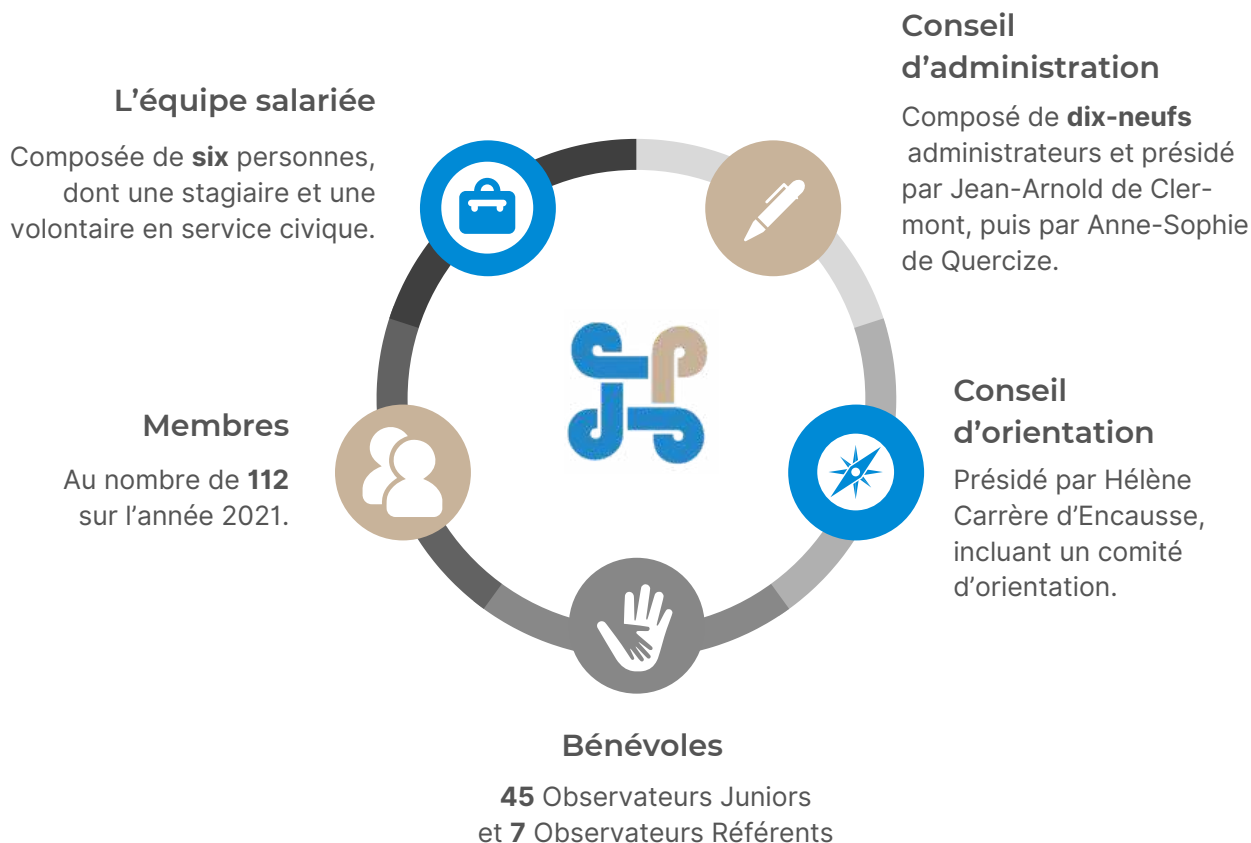 Conseil
d’administration
Composé de dix-neufs
administrateurs et présidé
par Jean-Arnold de Cler-
mont, puis par Anne-Sophie
de Quercize.
L’équipe salariée
Composée de six personnes,
dont une stagiaire et une
volontaire en service civique.
Conseil
d’orientation
Présidé par Hélène
Carrère d’Encausse,
incluant un comité
d’orientation.
Membres
Au nombre de 112
sur l’année 2021.
Bénévoles
45 Observateurs Juniors
et 7 Observateurs Référents